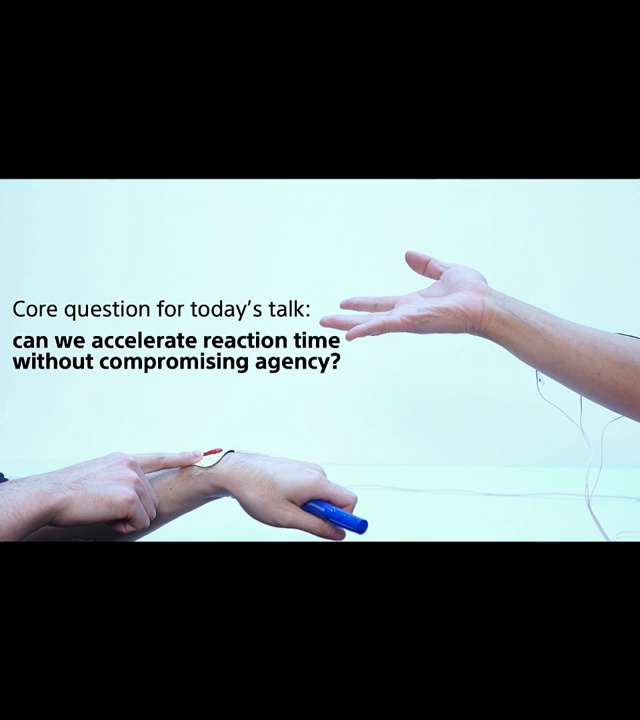 Core question for today's talk:
can we accelerate reaction time
without compromising agency?